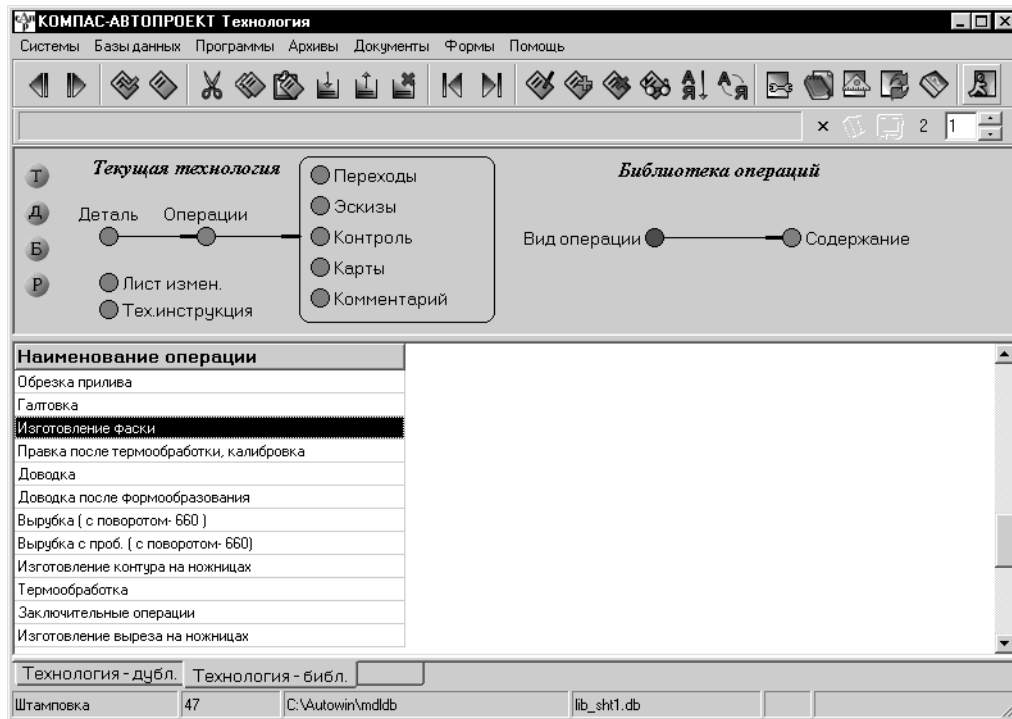 КОМПАС-АВТОПРОЕКТ Технология
Системы Базы данных Программы Архивы Документы Формы Помощь
2 1
Текущая технология
Библиотека операций
Т
Д
Б
Р
Деталь Операции
Лист измен.
Тех.инструкция
Переходы
Эскизы
Контроль
Карты
Комментарий
Вид операции Содержание
Наименование операции
Обрезка прилива
Галтовка
Изготовление фаски
Правка после термообработки, калибровка
Доводка
Доводка после формообразования
Вырубка ( с поворотом- 660 )
Вырубка с проб. ( с поворотом- 660)
Изготовление контура на ножницах
Термообработка
Заключительные операции
Изготовление выреза на ножницах
Технология - дубл. Технология - библ.
Штамповка 47 C:\Autowin\mdldb lib_sht1.db